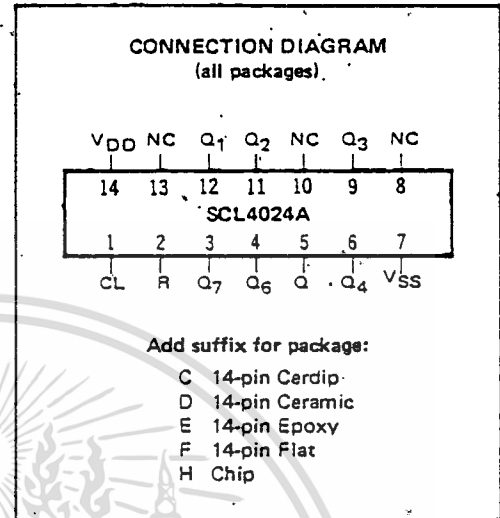 CONNECTION DIAGRAM
(all packages)
VDD NC Q1 Q2 NC Q3 NC
14 13 12 11 10 9 8
SCL4024A
1 2 3 4 5 6 7
CL R Q7 Q6 Q Q4 VSS
Add suffix for package:
C 14-pin Cerdip
D 14-pin Ceramic
E 14-pin Epoxy
F 14-pin Flat
H Chip